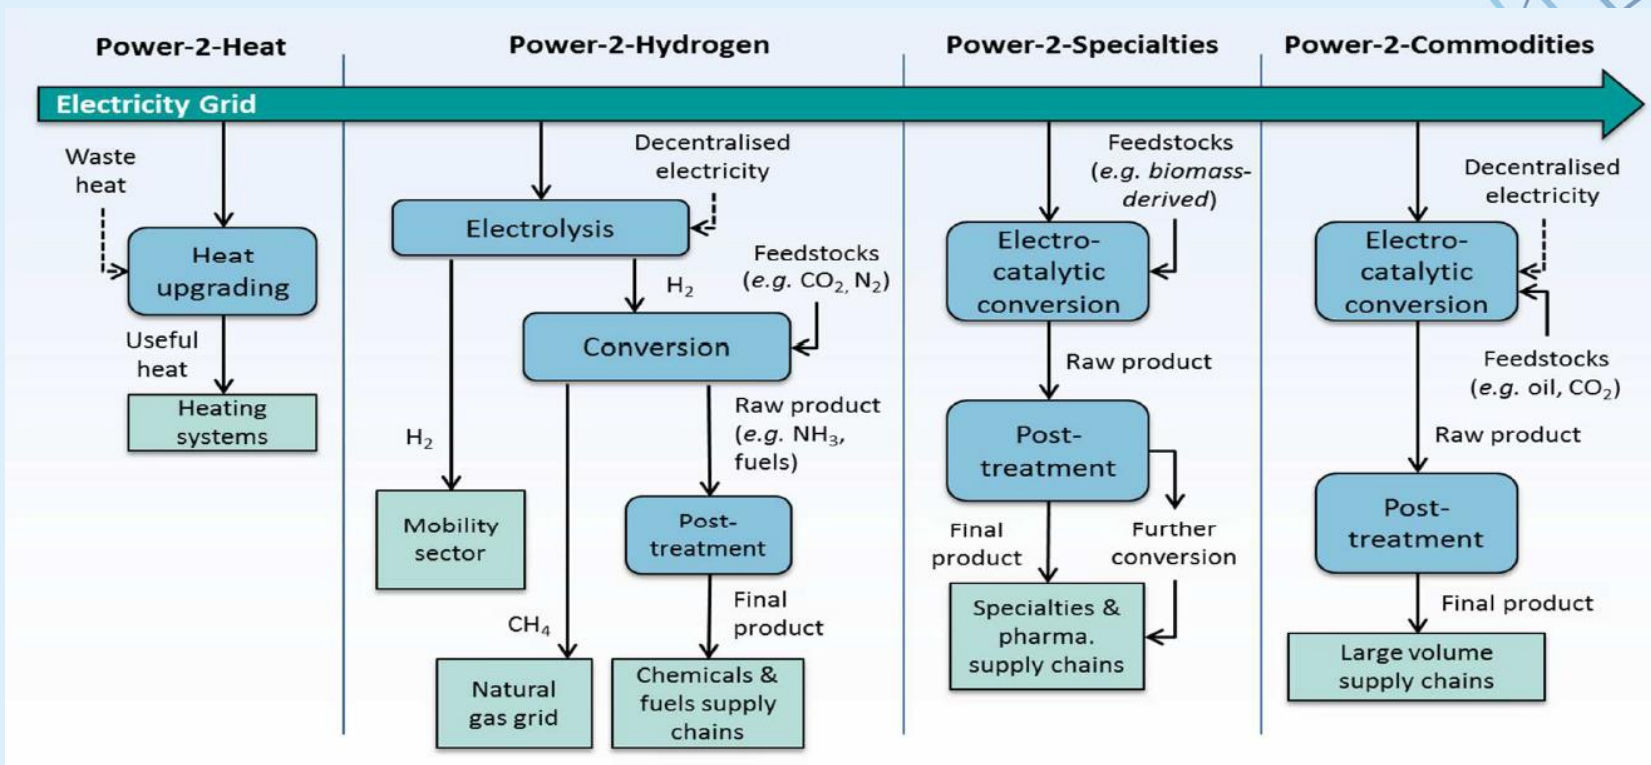 Power-2-Heat
Power-2-Hydrogen
Power-2-Specialties
Power-2-Commodities
Electricity Grid
Waste
heat
Heat
upgrading
Useful
heat
Heating
systems
Decentralised
electricity
Electrolysis
H₂
H₂
Feedstocks
(e.g. CO₂, N₂)
Conversion
Raw product
(e.g. NH₃,
fuels)
Mobility
sector
Post-
treatment
CH₄
Final
product
Natural
gas grid
Chemicals &
fuels supply
chains
Feedstocks
(e.g. biomass-
derived)
Electro-
catalytic
conversion
Raw product
Post-
treatment
Final
product
Further
conversion
Specialties &
pharma.
supply chains
Decentralised
electricity
Electro-
catalytic
conversion
Feedstocks
(e.g. oil, CO₂)
Raw product
Post-
treatment
Final product
Large volume
supply chains